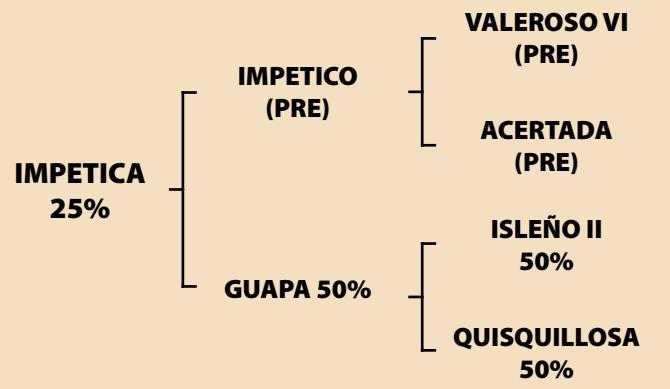 VALEROSO VI
(PRE)
IMPETICO
(PRE)
ACERTADA
(PRE)
IMPETICA
25%
ISLEÑO II
50%
GUAPA 50%
QUISQUILLOSA
50%